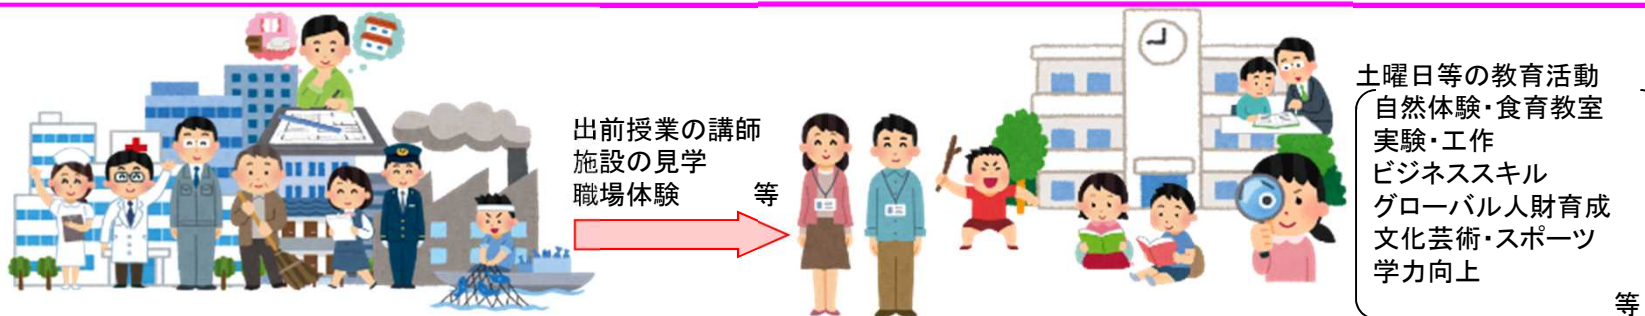 出前授業の講師
施設の見学
職場体験 等
土曜日等の教育活動
自然体験・食育教室
実験・工作
ビジネススキル
グローバル人財育成
文化芸術・スポーツ
学力向上
等